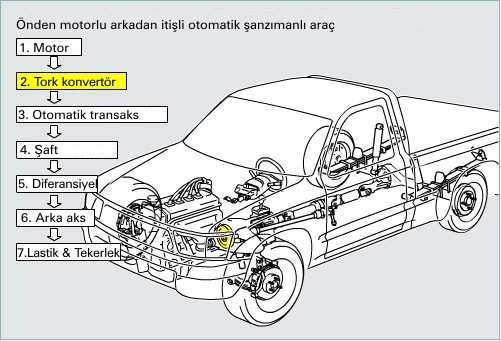 Önden motorlu arkadan itişli otomatik şanzımanlı araç
1. Motor
2. Tork konvertör
3. Otomatik transaks
4. Şaft
5. Diferansiyel
6. Arka aks
7.Lastik & Tekerlek